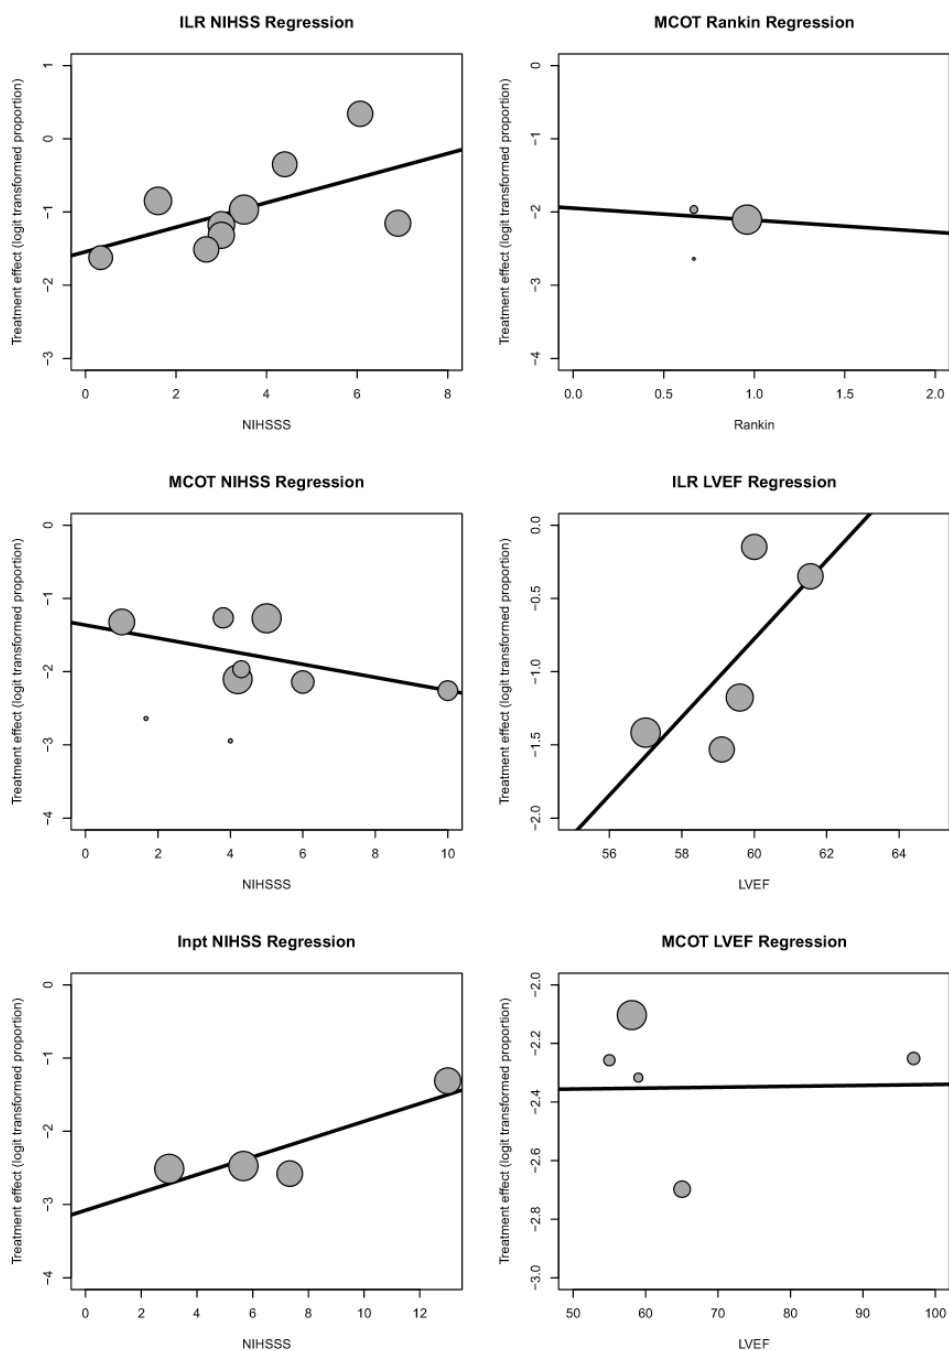 ILR NIHSS Regression
Treatment effect (logit transformed proportion)
1
0
−1
−2
−3
0 2 4 6 8
NIHSSS
MCOT Rankin Regression
Treatment effect (logit transformed proportion)
0
−1
−2
−3
−4
0.0 0.5 1.0 1.5 2.0
Rankin
MCOT NIHSS Regression
Treatment effect (logit transformed proportion)
0
−1
−2
−3
−4
0 2 4 6 8 10
NIHSSS
ILR LVEF Regression
Treatment effect (logit transformed proportion)
0.0
−0.5
−1.0
−1.5
−2.0
56 58 60 62 64
LVEF
Inpt NIHSS Regression
Treatment effect (logit transformed proportion)
0
−1
−2
−3
−4
0 2 4 6 8 10 12
NIHSSS
MCOT LVEF Regression
Treatment effect (logit transformed proportion)
−2.0
−2.2
−2.4
−2.6
−2.8
−3.0
50 60 70 80 90 100
LVEF